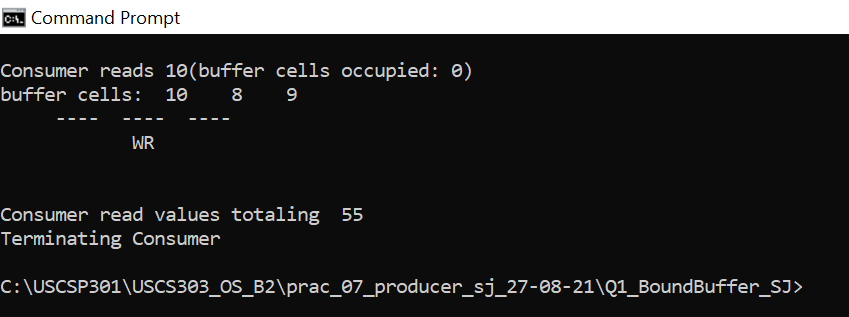 Command Prompt
Consumer reads 10(buffer cells occupied: 0)
buffer cells:  10    8    9
     ----  ----  ----
            WR
Consumer read values totaling  55
Terminating Consumer
C:\USCSP301\USCS303_OS_B2\prac_07_producer_sj_27-08-21\Q1_BoundBuffer_SJ>